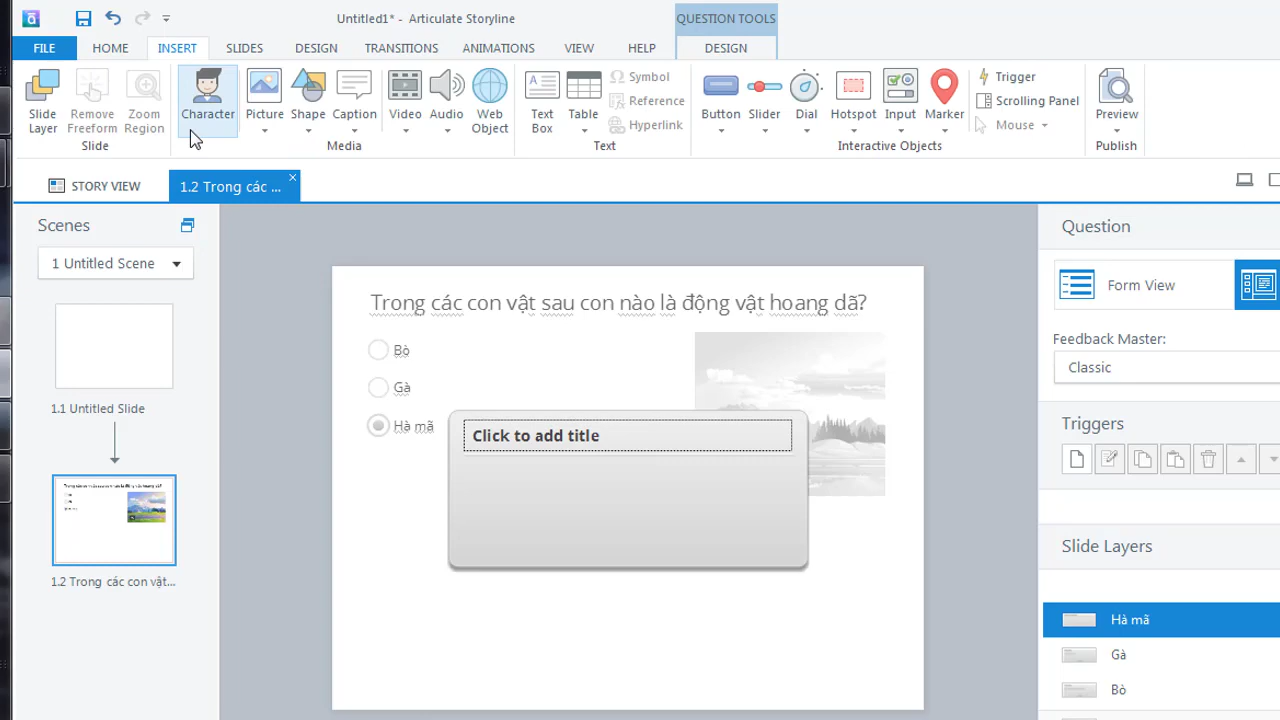 Untitled1* - Articulate Storyline
QUESTION TOOLS
FILE HOME INSERT SLIDES DESIGN TRANSITIONS ANIMATIONS VIEW HELP DESIGN
Slide Layer
Remove Freeform
Zoom Region
Slide
Character
Picture
Shape
Caption
Video
Audio
Web Object
Media
Text Box
Table
Symbol
Reference
Hyperlink
Text
Button
Slider
Dial
Hotspot
Input
Marker
Trigger
Scrolling Panel
Mouse
Interactive Objects
Preview
Publish
STORY VIEW
1.2 Trong các ...
Scenes
1 Untitled Scene
1.1 Untitled Slide
1.2 Trong các con vật...
Trong các con vật sau con nào là động vật hoang dã?
Bò
Gà
Hà mã
Click to add title
Question
Form View
Feedback Master:
Classic
Triggers
Slide Layers
Hà mã
Gà
Bò